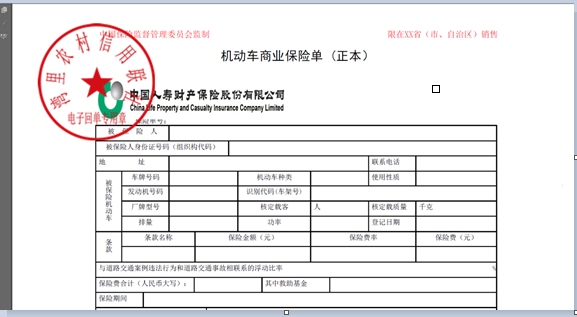 中国保险监督管理委员会监制
限在XX省（市、自治区）销售
机动车商业保险单（正本）
农村信用
电子回单专用章
中国人寿财产保险股份有限公司
China Life Property and Casualty Insurance Company Limited
保险单号：
被 保 险 人
被保险人身份证号码（组织机构代码）
地 址
联系电话
被保险机动车
车牌号码
机动车种类
使用性质
发动机号码
识别代码(车架号)
厂牌型号
核定载客
人
核定载质量
千克
排量
功率
登记日期
条款
条款名称
保险金额（元）
保险费率
保险费（元）
与道路交通案例违法行为和道路交通事故相联系的浮动比率
%
保险费合计（人民币大写）：
其中救助基金
保险期间